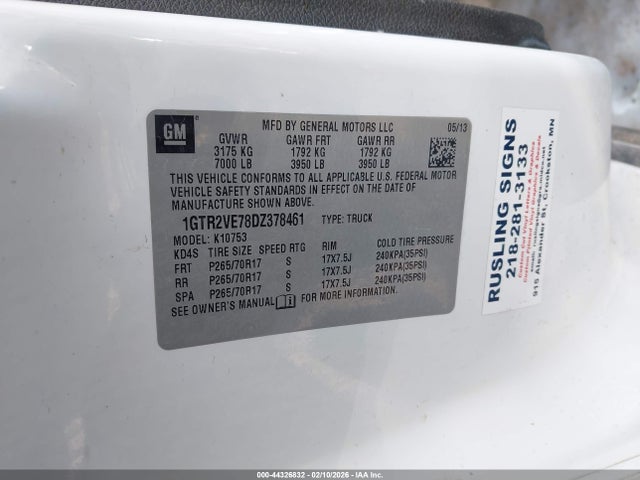 GM
MFD BY GENERAL MOTORS LLC 05/13
GVWR GAWR FRT GAWR RR
3175 KG 1792 KG 1792 KG
7000 LB 3950 LB 3950 LB
THIS VEHICLE CONFORMS TO ALL APPLICABLE U.S. FEDERAL MOTOR
VEHICLE SAFETY STANDARDS IN EFFECT ON THE DATE OF
MANUFACTURE SHOWN ABOVE.
1GTR2VE78DZ378461 TYPE: TRUCK
MODEL: K10753
KD4S TIRE SIZE SPEED RTG RIM COLD TIRE PRESSURE
FRT P265/70R17 S 17X7.5J 240KPA(35PSI)
RR P265/70R17 S 17X7.5J 240KPA(35PSI)
SPA P265/70R17 S 17X7.5J 240KPA(35PSI)
SEE OWNER'S MANUAL FOR MORE INFORMATION.
RUSLING SIGNS
218-281-3133
915 Alexander St, Crookston, MN
000-44326832 - 02/10/2026 - IAA Inc.